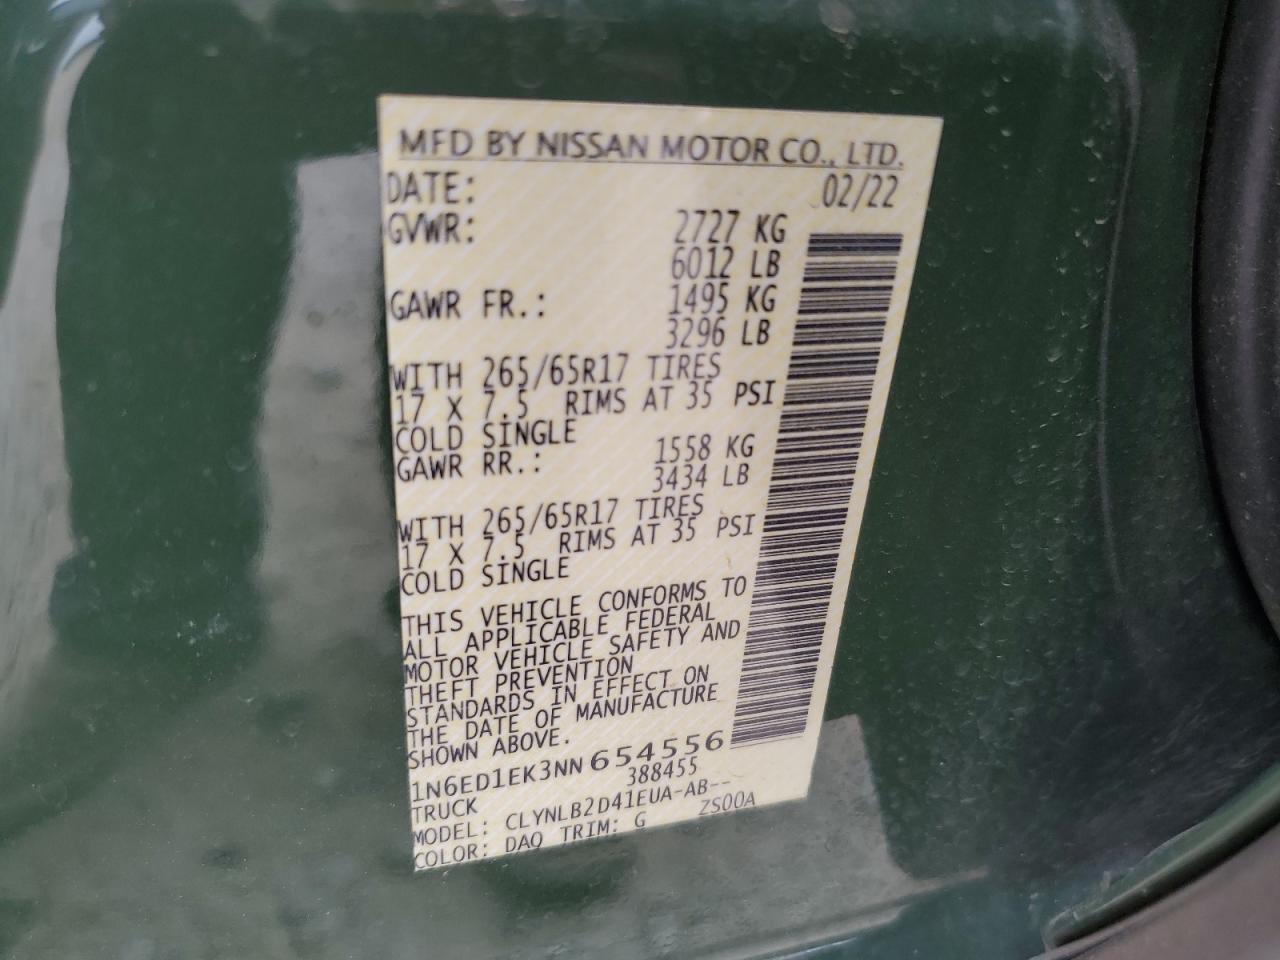 MFD BY NISSAN MOTOR CO., LTD.
DATE: 02/22
GVWR: 2727 KG
6012 LB
GAWR FR.: 1495 KG
3296 LB
WITH 265/65R17 TIRES
17 X 7.5 RIMS AT 35 PSI
COLD SINGLE
GAWR RR.: 1558 KG
3434 LB
WITH 265/65R17 TIRES
17 X 7.5 RIMS AT 35 PSI
COLD SINGLE
THIS VEHICLE CONFORMS TO
ALL APPLICABLE FEDERAL
MOTOR VEHICLE SAFETY AND
THEFT PREVENTION
STANDARDS IN EFFECT ON
THE DATE OF MANUFACTURE
SHOWN ABOVE.
1N6ED1EK3NN654556
TRUCK 388455
MODEL: CLYNLB2D41EUA-AB--
COLOR: DAQ TRIM: G ZS00A